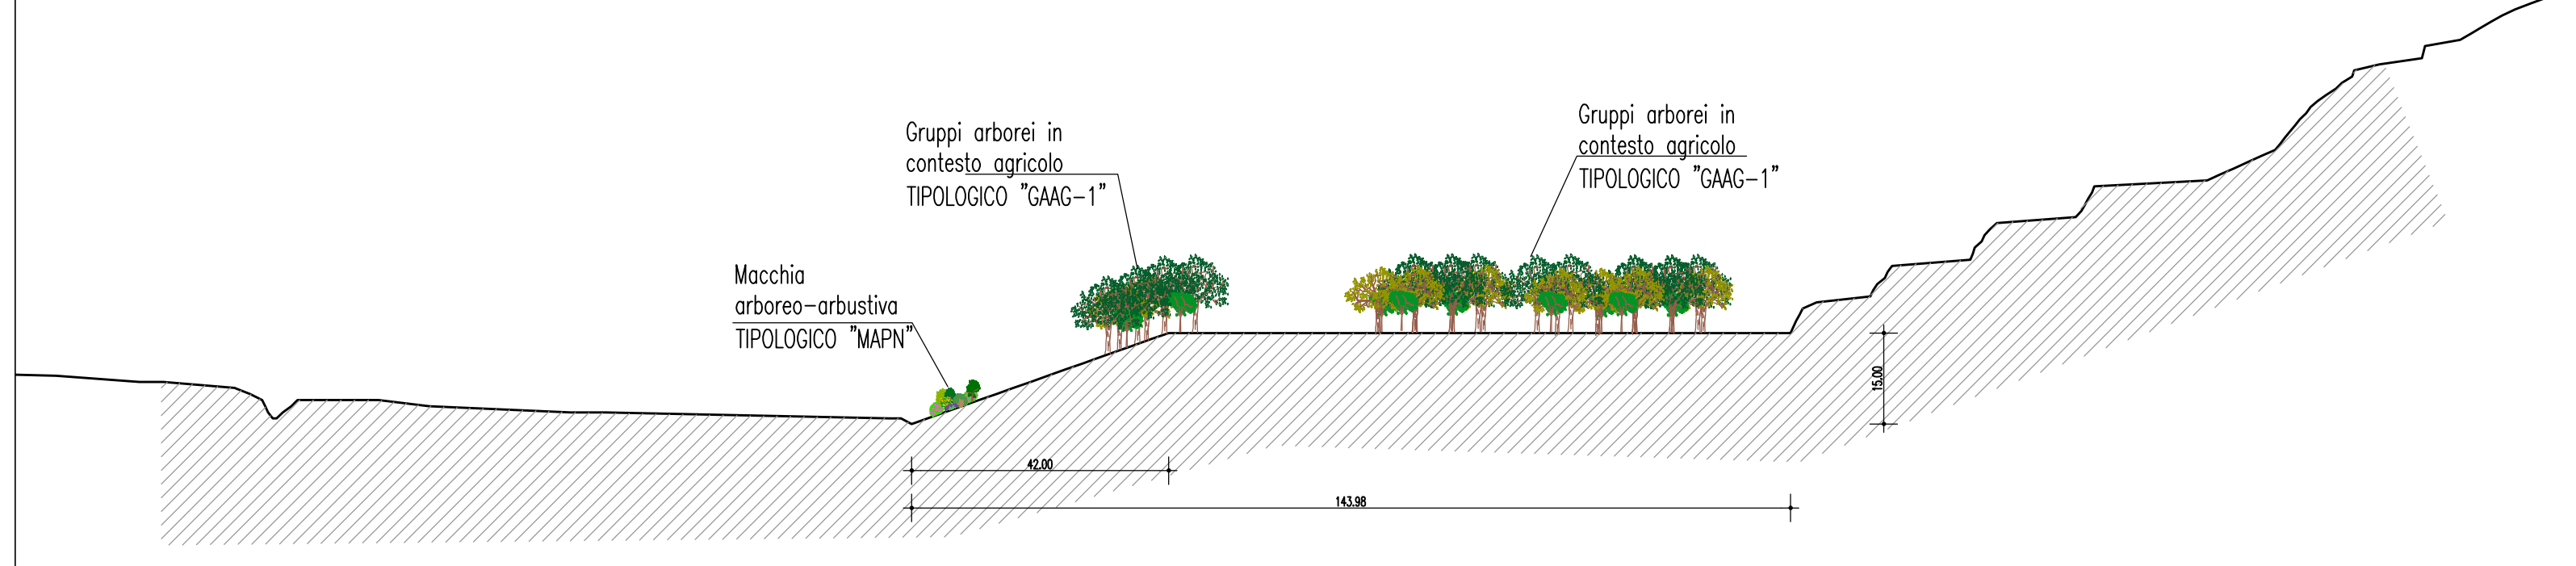 Gruppi arborei in
contesto agricolo
TIPOLOGICO "GAAG-1"
Gruppi arborei in
contesto agricolo
TIPOLOGICO "GAAG-1"
Macchia
arboreo-arbustiva
TIPOLOGICO "MAPN"
15.00
42.00
143.98